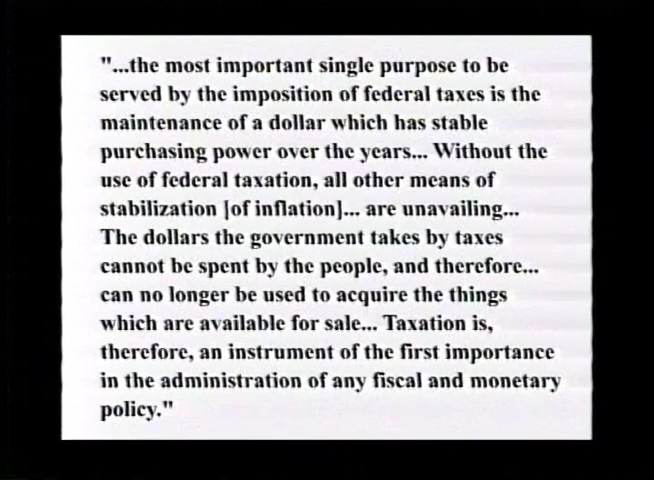 "...the most important single purpose to be
served by the imposition of federal taxes is the
maintenance of a dollar which has stable
purchasing power over the years... Without the
use of federal taxation, all other means of
stabilization [of inflation]... are unavailing...
The dollars the government takes by taxes
cannot be spent by the people, and therefore...
can no longer be used to acquire the things
which are available for sale... Taxation is,
therefore, an instrument of the first importance
in the administration of any fiscal and monetary
policy."